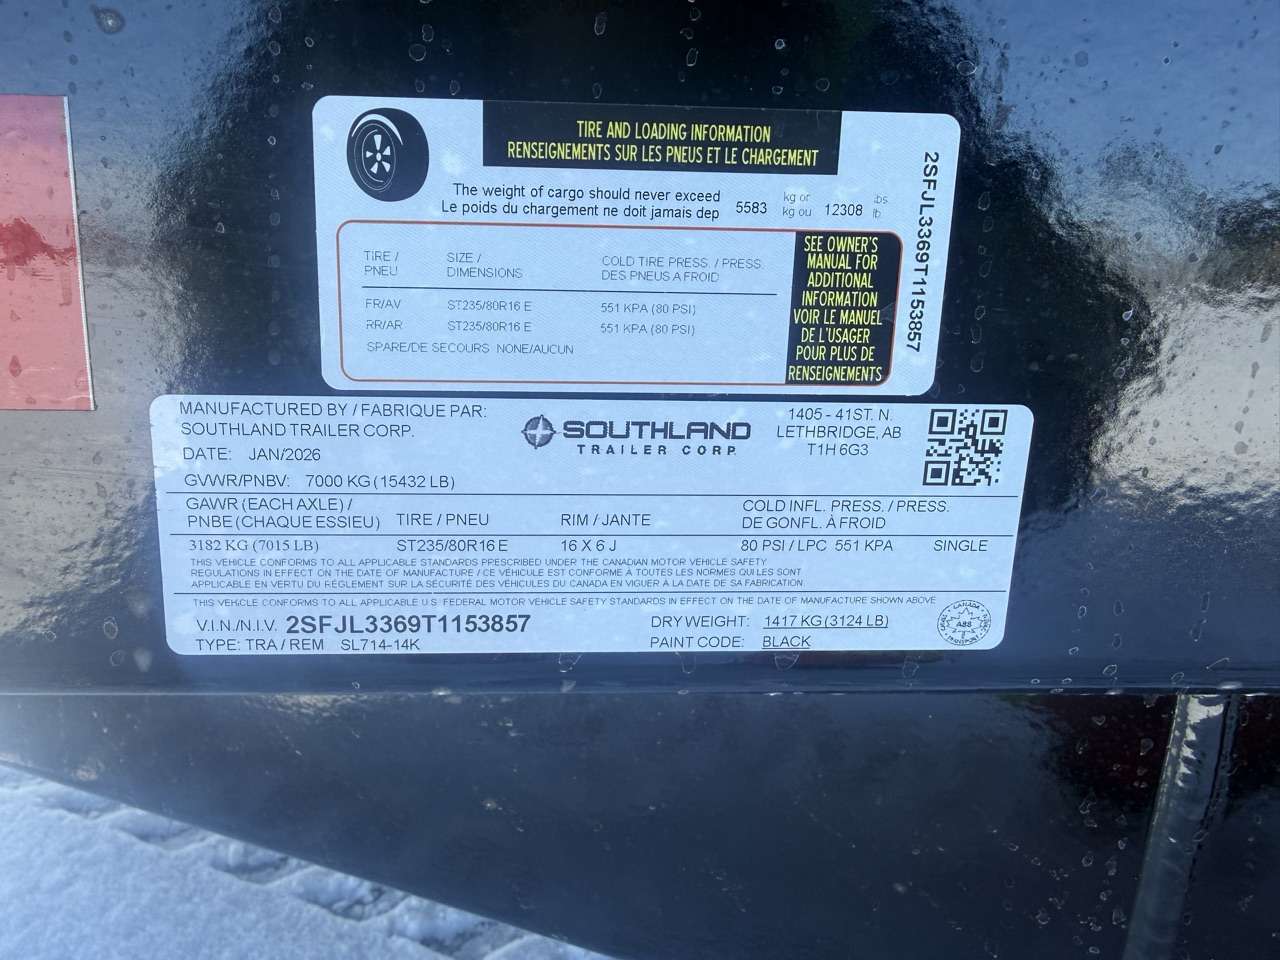 TIRE AND LOADING INFORMATION
RENSEIGNEMENTS SUR LES PNEUS ET LE CHARGEMENT
The weight of cargo should never exceed
Le poids du chargement ne doit jamais dep 5583 kg or kg ou 12308 lbs lb
TIRE / PNEU SIZE / DIMENSIONS COLD TIRE PRESS. / PRESS. DES PNEUS A FROID
FR/AV ST235/80R16 E 551 KPA (80 PSI)
RR/AR ST235/80R16 E 551 KPA (80 PSI)
SPARE/DE SECOURS NONE/AUCUN
SEE OWNER'S
MANUAL FOR
ADDITIONAL
INFORMATION
VOIR LE MANUEL
DE L'USAGER
POUR PLUS DE
RENSEIGNEMENTS
2SFJL3369T1153857
MANUFACTURED BY / FABRIQUE PAR:
SOUTHLAND TRAILER CORP.
DATE: JAN/2026
GVWR/PNBV: 7000 KG (15432 LB)
SOUTHLAND
TRAILER CORP.
1405 - 41ST. N.
LETHBRIDGE, AB
T1H 6G3
GAWR (EACH AXLE) /
PNBE (CHAQUE ESSIEU) TIRE / PNEU RIM / JANTE COLD INFL. PRESS. / PRESS.
DE GONFL. À FROID
3182 KG (7015 LB) ST235/80R16 E 16 X 6 J 80 PSI / LPC 551 KPA SINGLE
THIS VEHICLE CONFORMS TO ALL APPLICABLE STANDARDS PRESCRIBED UNDER THE CANADIAN MOTOR VEHICLE SAFETY
REGULATIONS IN EFFECT ON THE DATE OF MANUFACTURE / CE VÉHICULE EST CONFORME À TOUTES LES NORMES QUI LES SONT
APPLICABLE EN VERTU DU RÉGLEMENT SUR LA SÉCURITÉ DES VÉHICULES DU CANADA EN VIGUER À LA DATE DE SA FABRICATION
THIS VEHICLE CONFORMS TO ALL APPLICABLE U.S. FEDERAL MOTOR VEHICLE SAFETY STANDARDS IN EFFECT ON THE DATE OF MANUFACTURE SHOWN ABOVE
V.I.N./N.I.V. 2SFJL3369T1153857 DRY WEIGHT: 1417 KG (3124 LB)
TYPE: TRA / REM SL714-14K PAINT CODE: BLACK
CANADA
A88
TRANSPORT